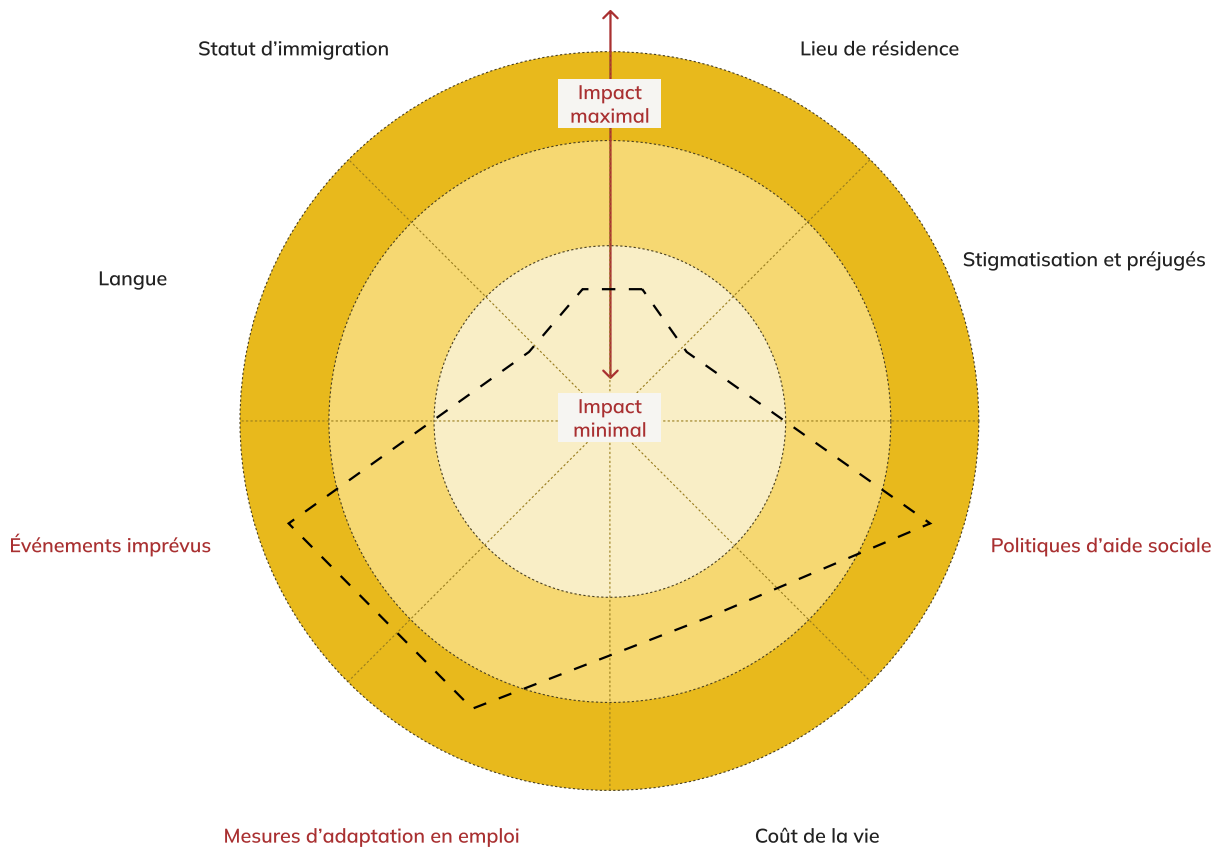 Statut d’immigration
Lieu de résidence
Impact
maximal
Stigmatisation et préjugés
Langue
Impact
minimal
Événements imprévus
Politiques d’aide sociale
Mesures d’adaptation en emploi
Coût de la vie